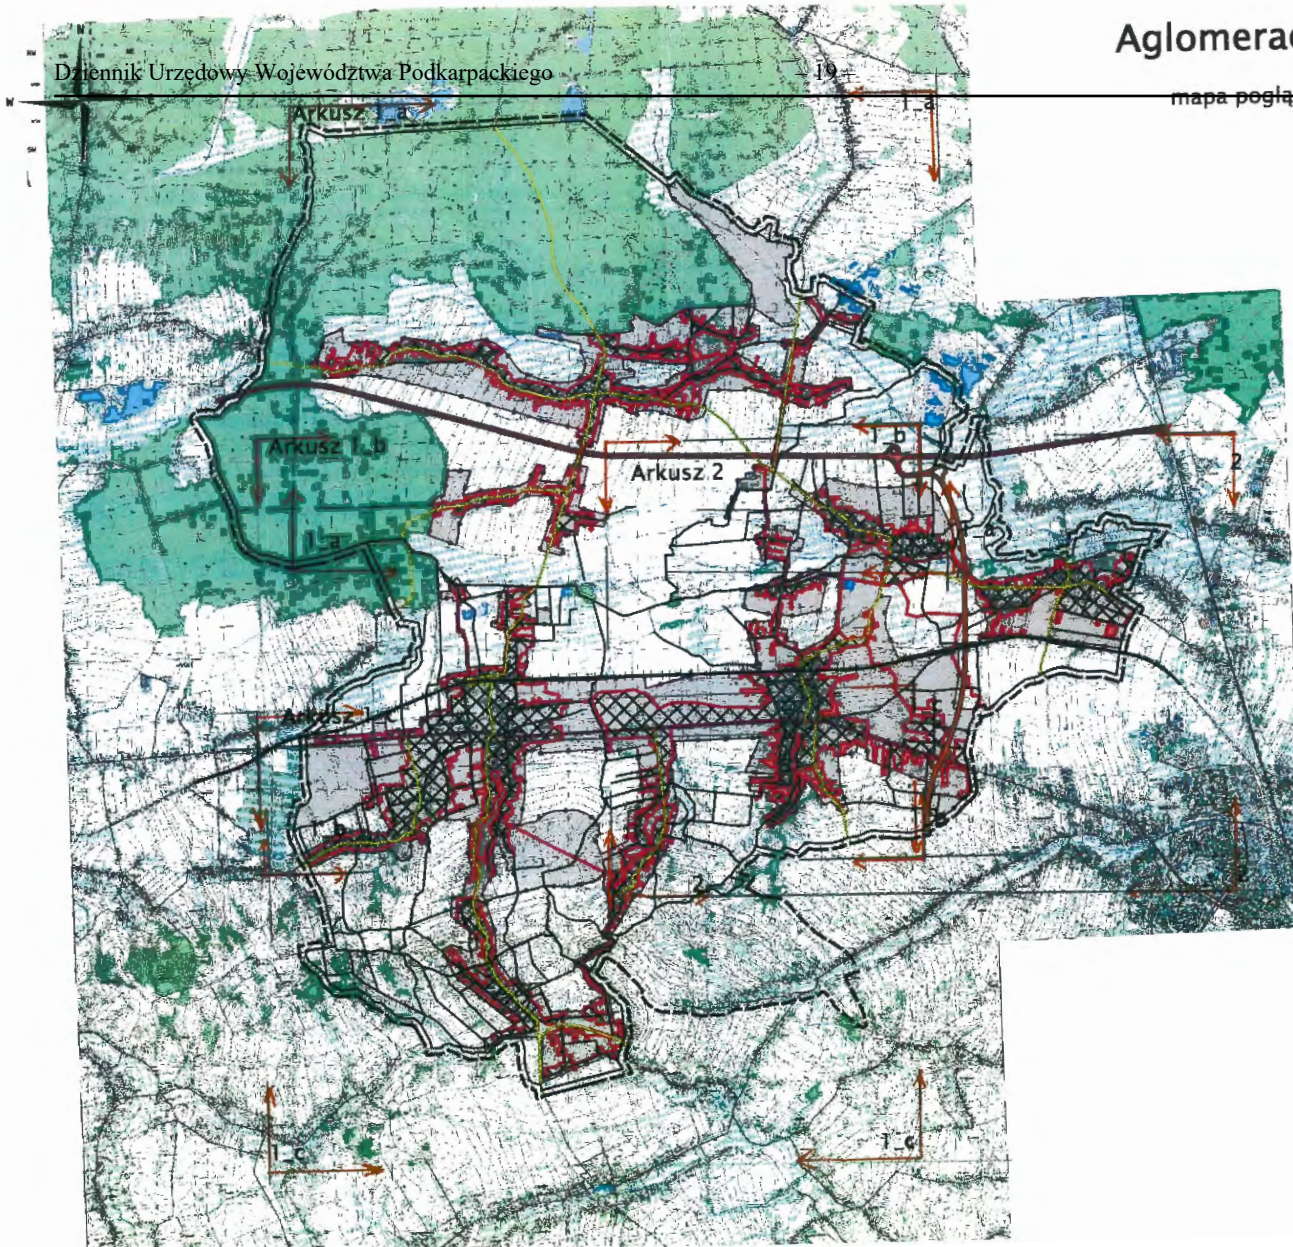 Aglomerac
Dziennik Urzędowy Województwa Podkarpackiego – 19 –
mapa poglą
N
W
Arkusz 1_a
1_a
Arkusz 1_b
1_b
Arkusz 2
2
1_a
Arkusz 1_c
b
2
2
1_c
1_c